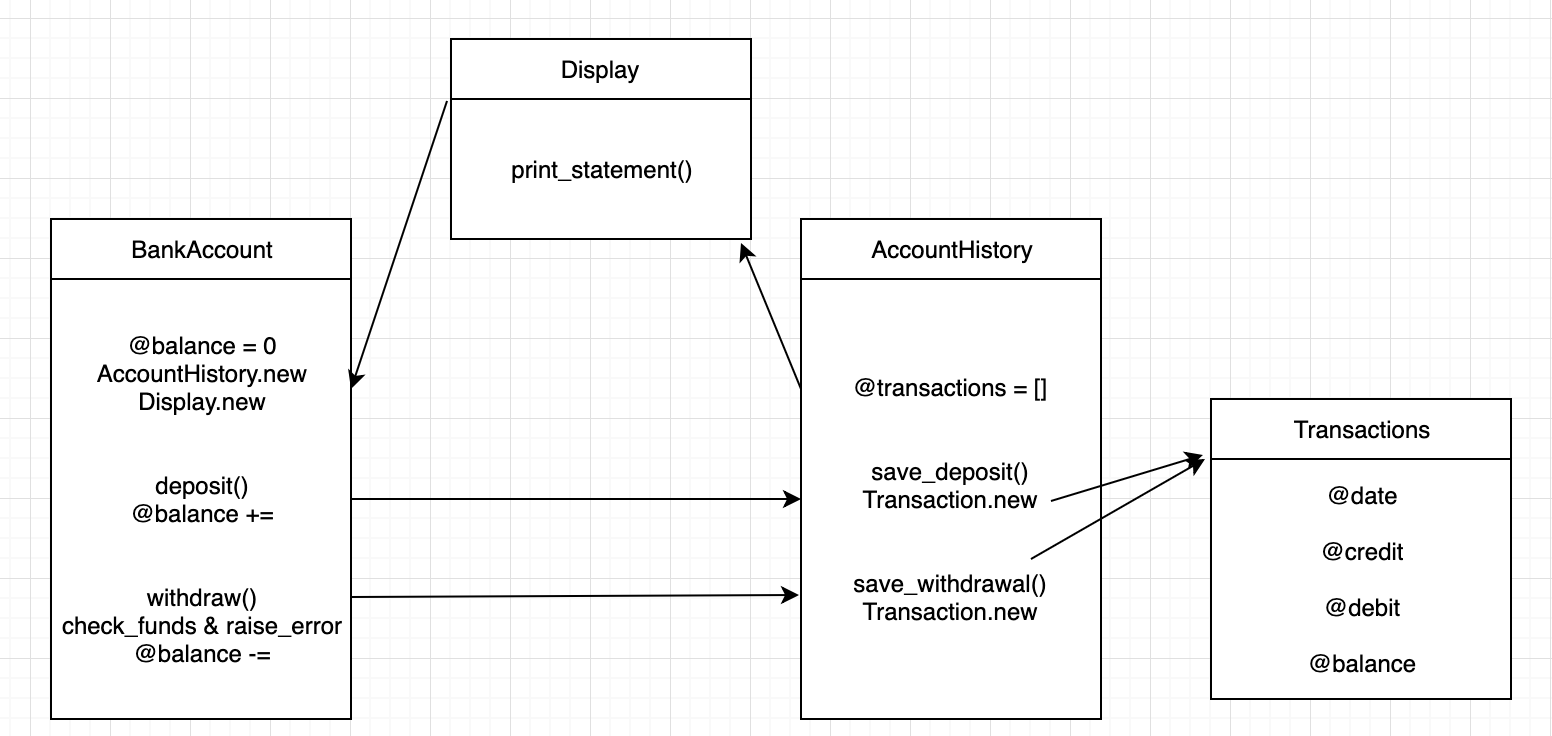 Display
print_statement()
BankAccount
@balance = 0
AccountHistory.new
Display.new
deposit()
@balance +=
withdraw()
check_funds & raise_error
@balance -=
AccountHistory
@transactions = []
save_deposit()
Transaction.new
save_withdrawal()
Transaction.new
Transactions
@date
@credit
@debit
@balance